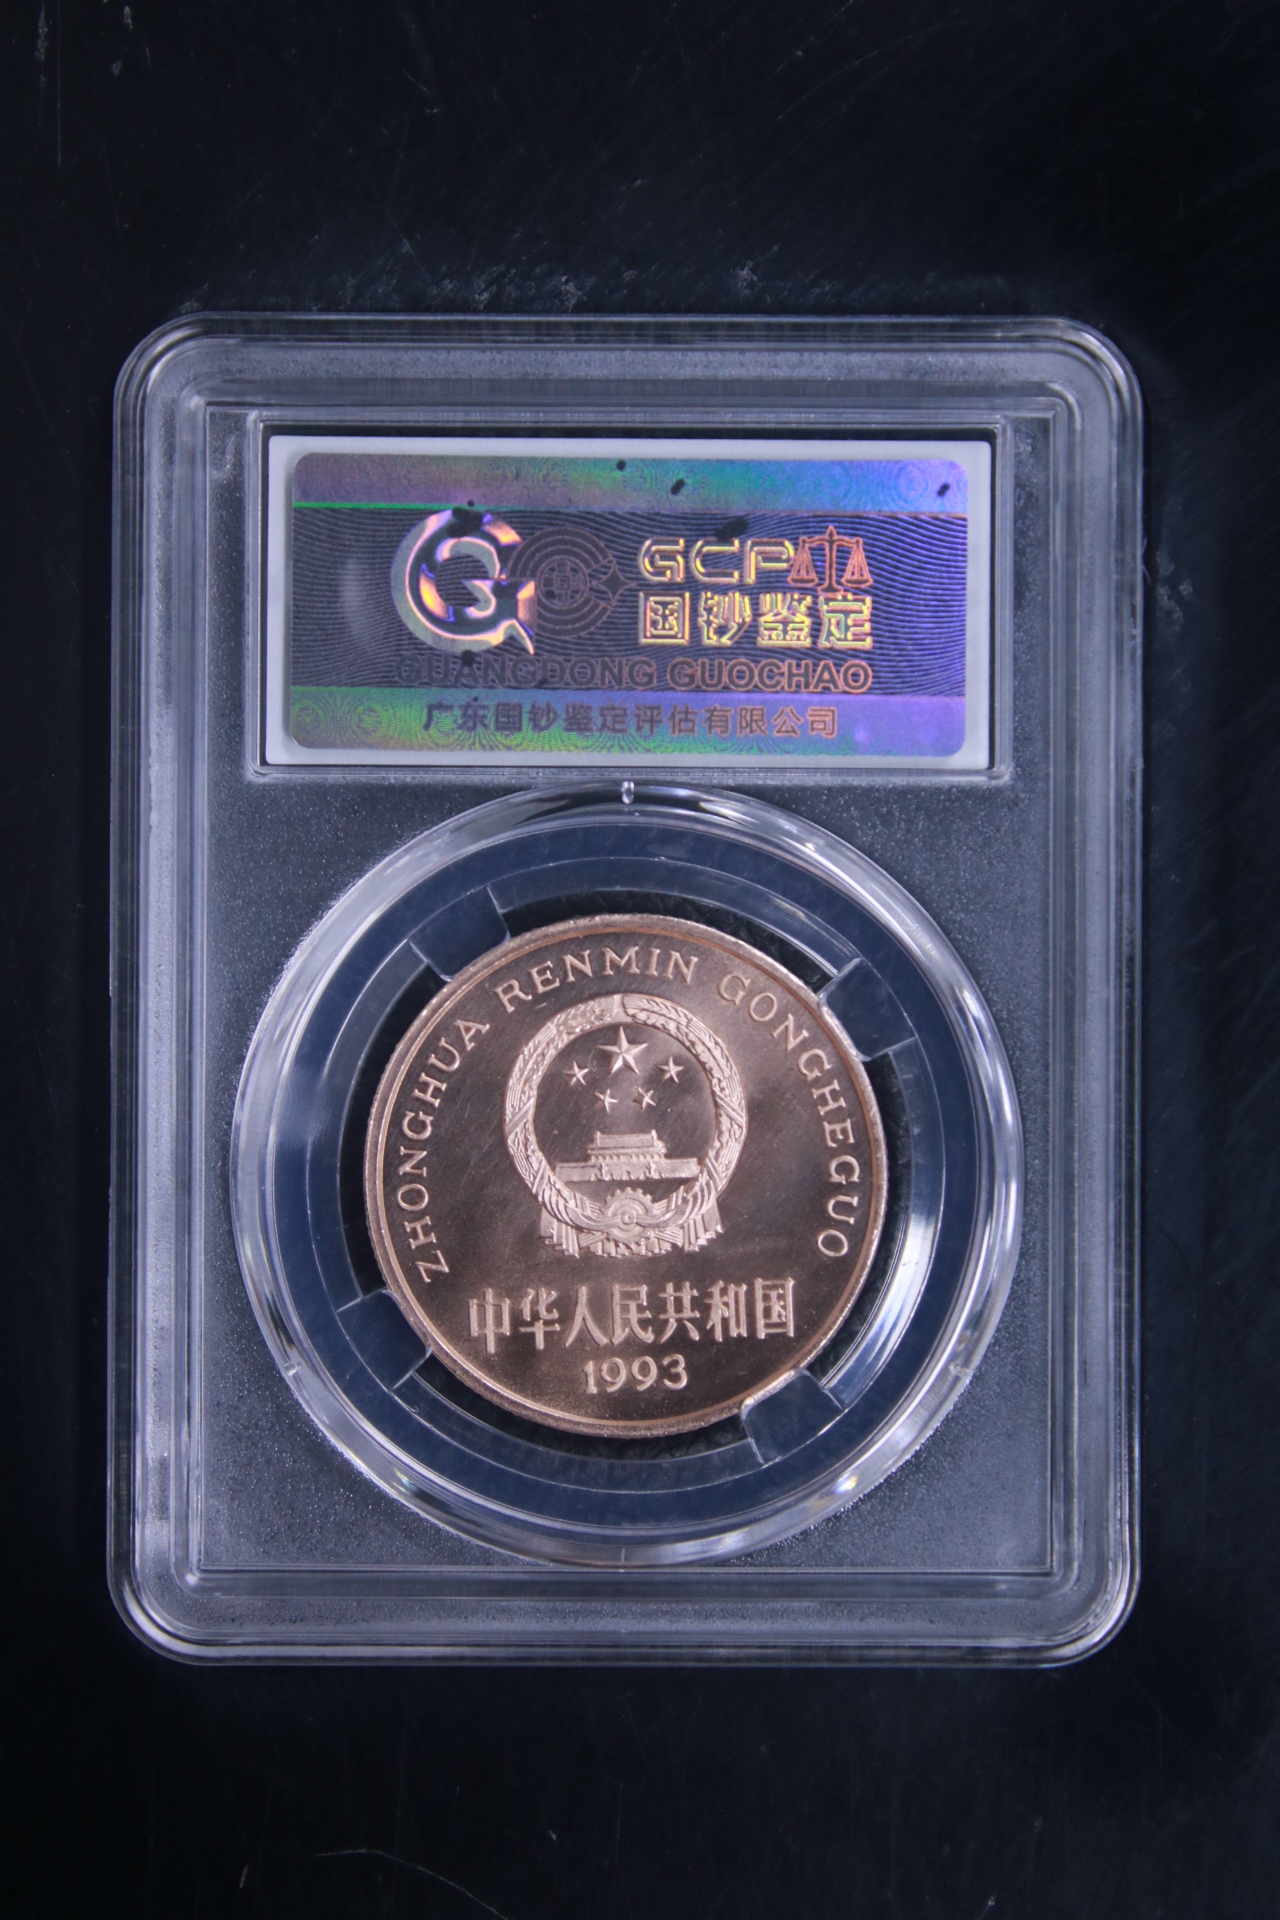 GCP
国钞鉴定
GUANGDONG GUOCHAO
广东国钞鉴定评估有限公司
ZHONGHUA RENMIN GONGHEGUO
中华人民共和国
1993